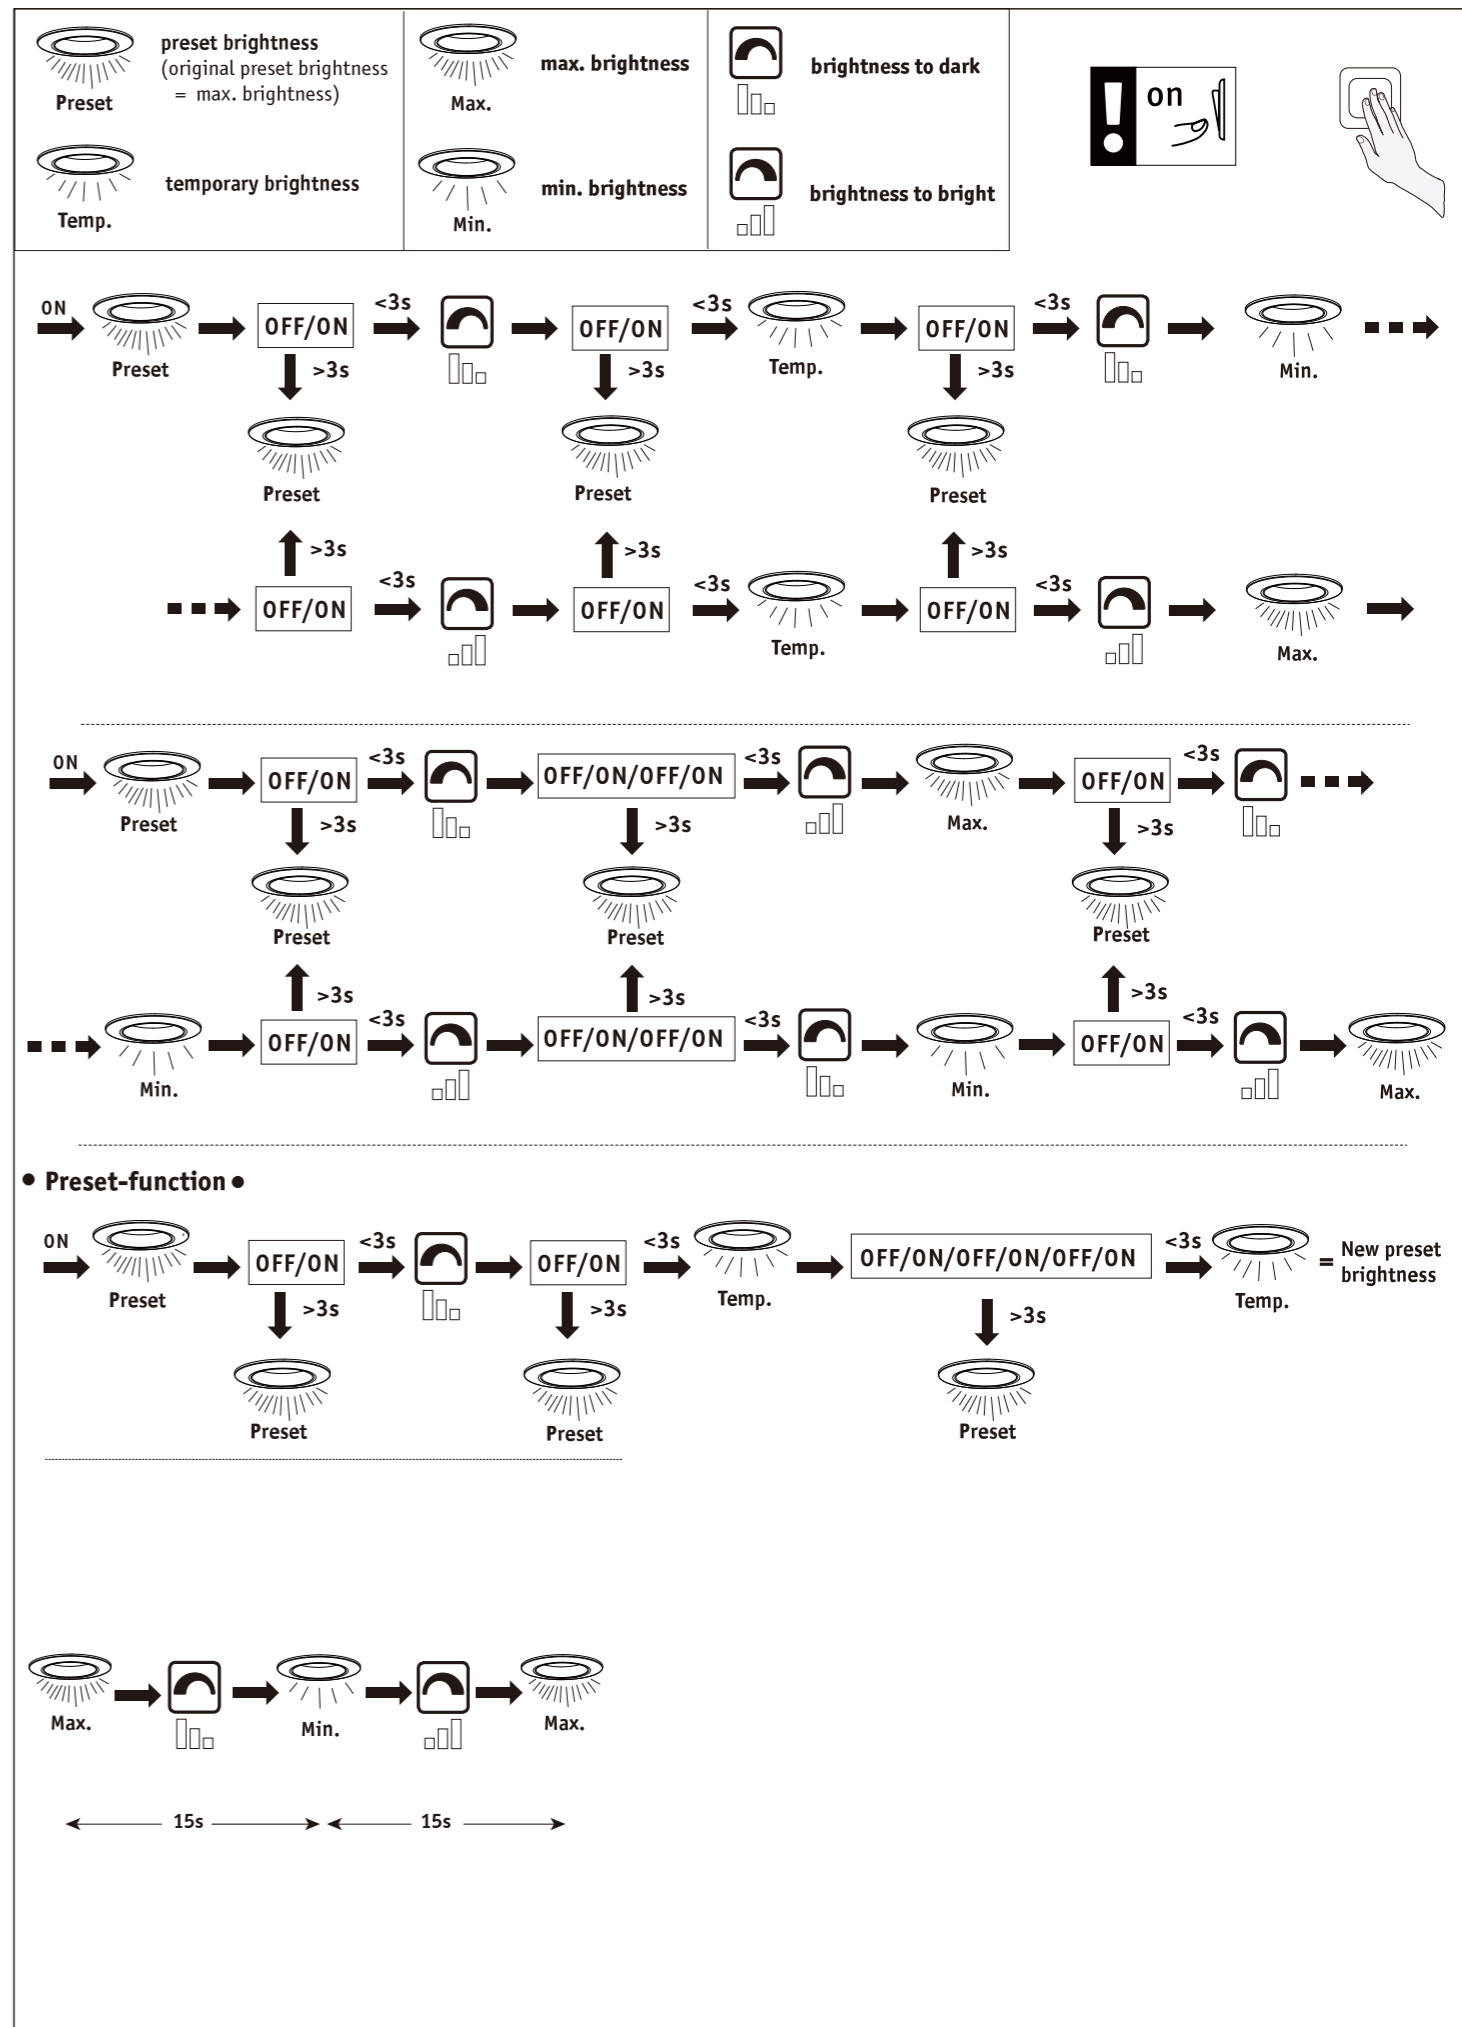 preset brightness
(original preset brightness
= max. brightness)
Preset
temporary brightness
Temp.
max. brightness
Max.
min. brightness
Min.
brightness to dark
brightness to bright
on
ON
OFF/ON
<3s
OFF/ON
<3s
OFF/ON
<3s
Preset
>3s
>3s
Temp.
>3s
Min.
Preset
Preset
Preset
>3s
>3s
>3s
OFF/ON
<3s
OFF/ON
<3s
OFF/ON
<3s
Temp.
Max.
ON
OFF/ON
<3s
OFF/ON/OFF/ON
<3s
OFF/ON
<3s
Preset
>3s
>3s
Max.
>3s
Preset
Preset
Preset
>3s
>3s
>3s
OFF/ON
<3s
OFF/ON/OFF/ON
<3s
OFF/ON
<3s
Min.
Min.
Max.
• Preset-function •
ON
OFF/ON
<3s
OFF/ON
<3s
OFF/ON/OFF/ON/OFF/ON
<3s
= New preset
brightness
Preset
>3s
>3s
Temp.
>3s
Temp.
Preset
Preset
Preset
Max.
Min.
Max.
15s
15s